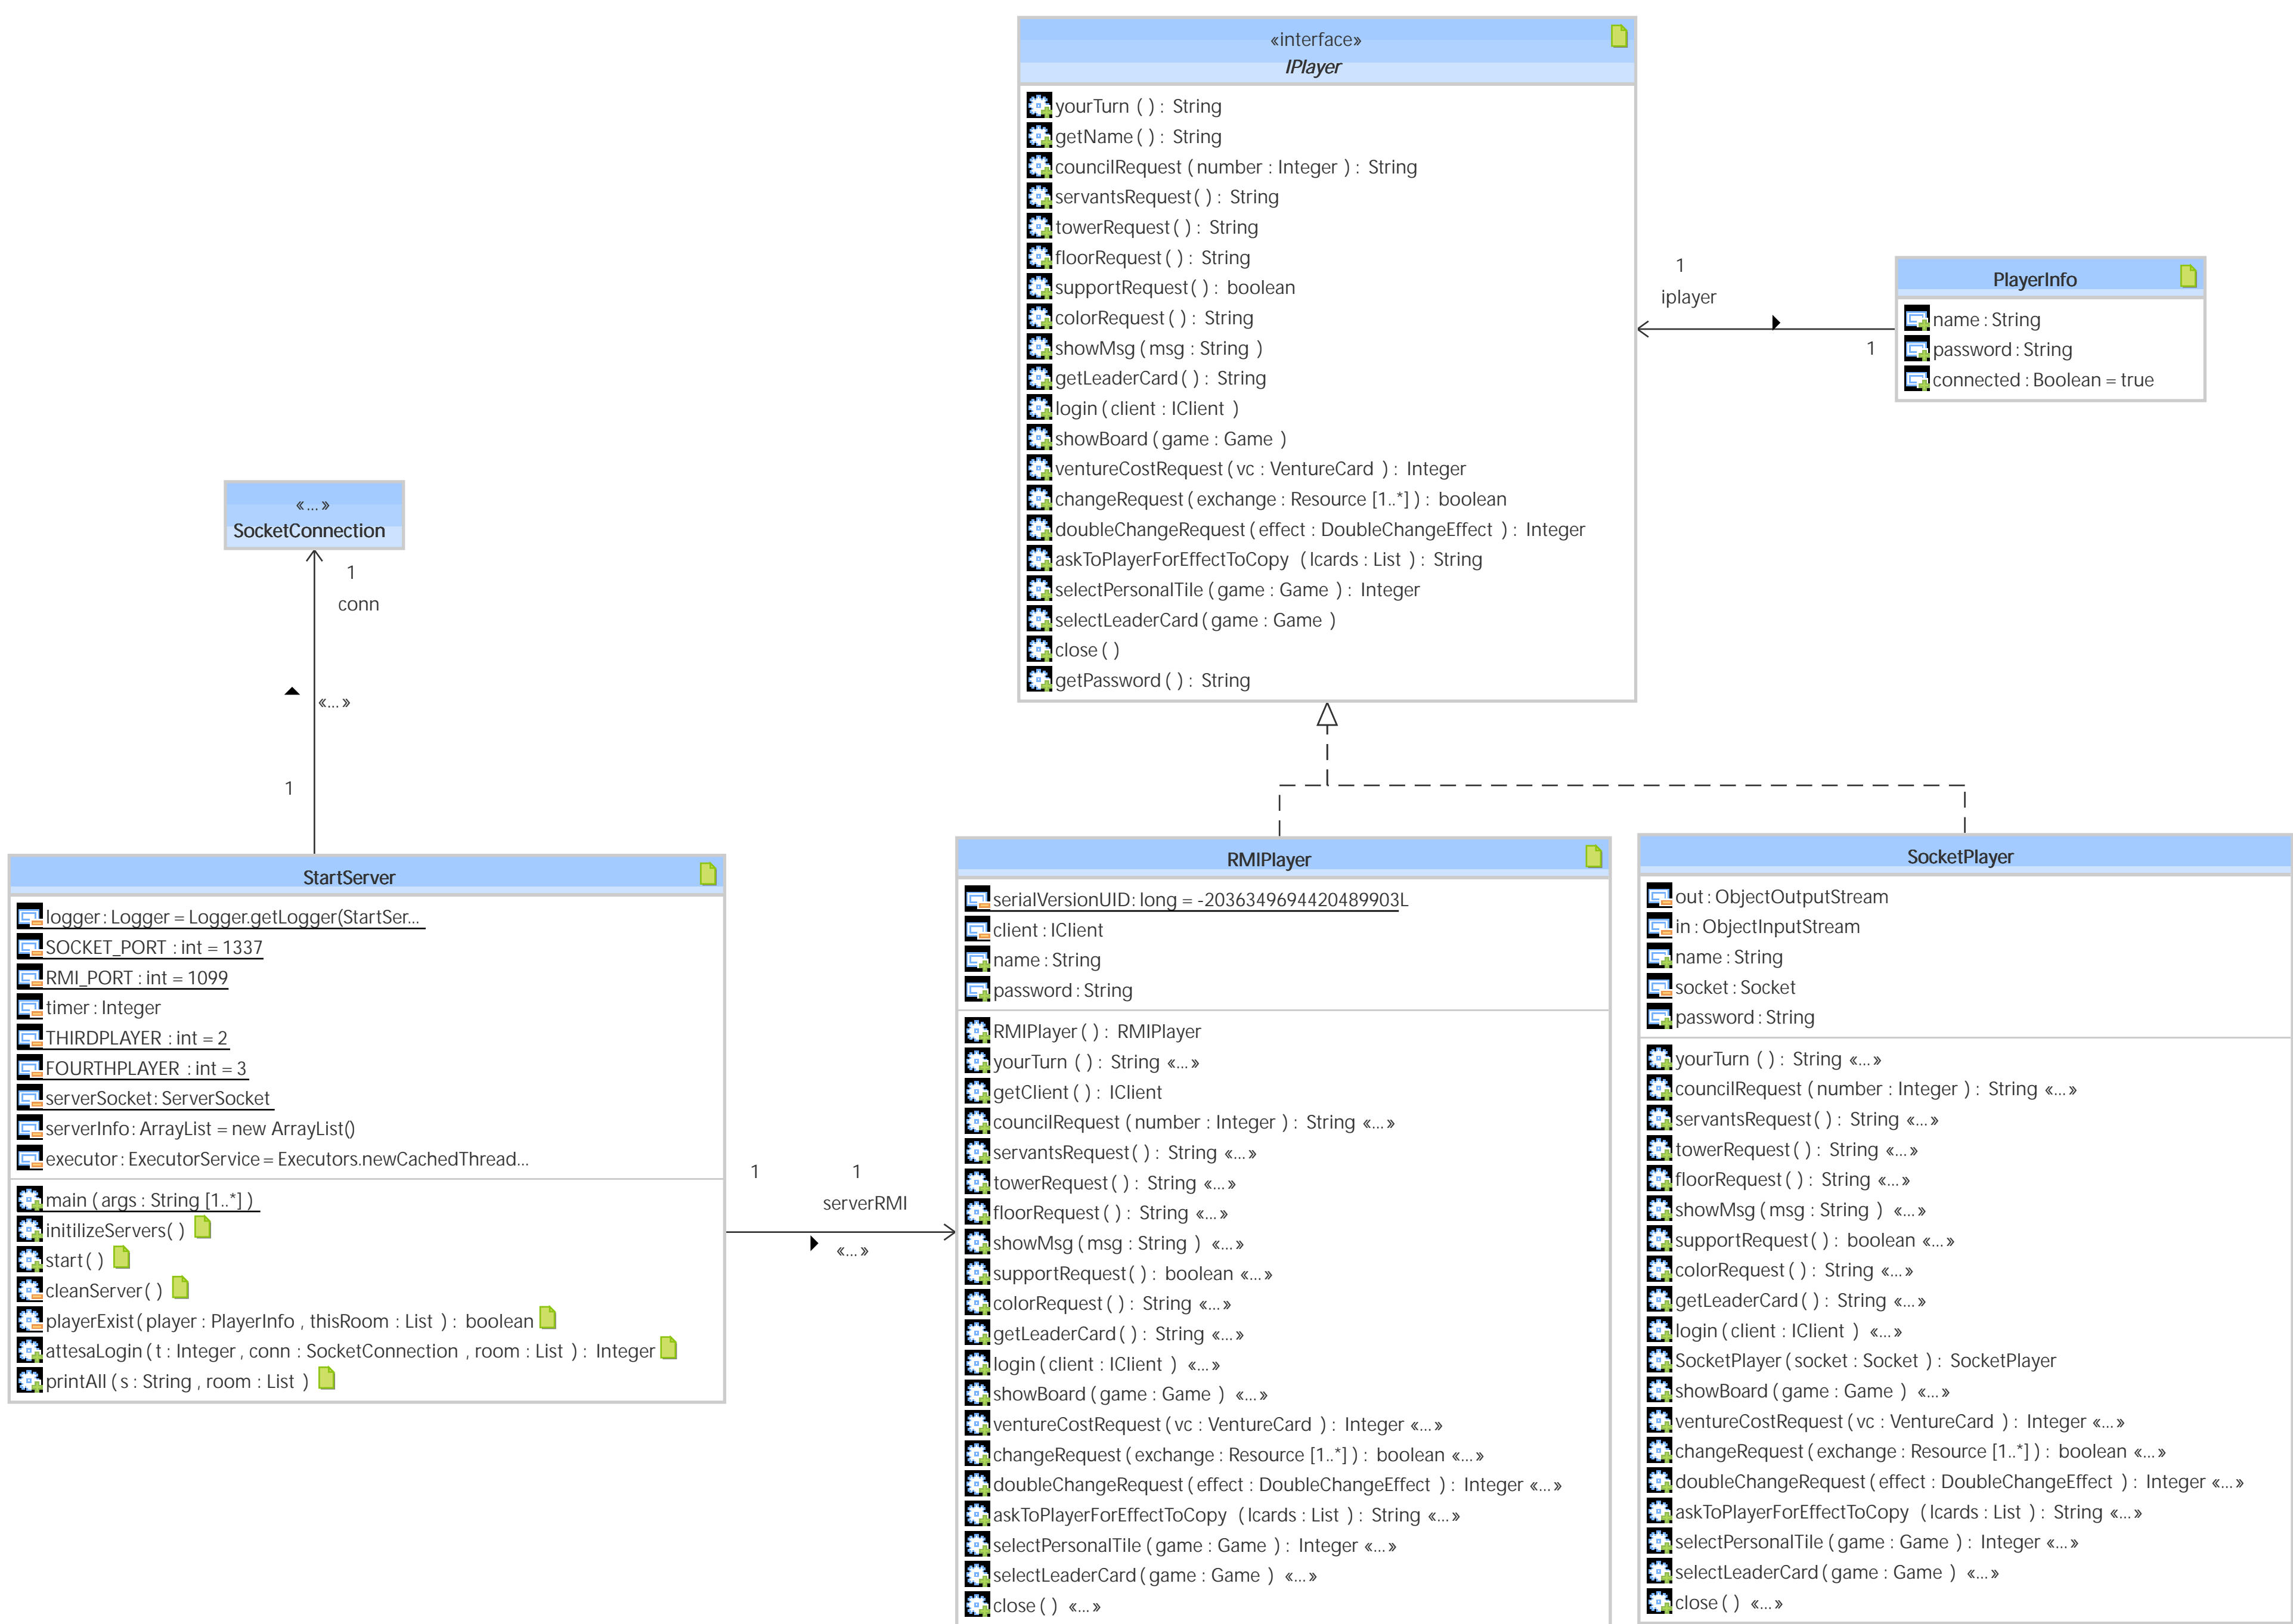 «interface»
IPlayer
yourTurn ( ) : String
getName ( ) : String
councilRequest ( number : Integer ) : String
servantsRequest( ) : String
towerRequest ( ) : String
floorRequest ( ) : String
supportRequest( ) : boolean
colorRequest ( ) : String
showMsg ( msg : String )
getLeaderCard ( ) : String
login ( client : IClient )
showBoard ( game : Game )
ventureCostRequest ( vc : VentureCard ) : Integer
changeRequest ( exchange : Resource [1..*] ) : boolean
doubleChangeRequest ( effect : DoubleChangeEffect ) : Integer
askToPlayerForEffectToCopy ( lcards : List ) : String
selectPersonalTile ( game : Game ) : Integer
selectLeaderCard ( game : Game )
close ( )
getPassword ( ) : String
1
iplayer
1
PlayerInfo
name : String
password : String
connected : Boolean = true
«...»
SocketConnection
1
conn
«...»
1
StartServer
logger : Logger = Logger.getLogger(StartSer...
SOCKET_PORT : int = 1337
RMI_PORT : int = 1099
timer : Integer
THIRDPLAYER : int = 2
FOURTHPLAYER : int = 3
serverSocket : ServerSocket
serverInfo : ArrayList = new ArrayList()
executor : ExecutorService = Executors.newCachedThread...
main ( args : String [1..*] )
initilizeServers( )
start ( )
cleanServer ( )
playerExist ( player : PlayerInfo , thisRoom : List ) : boolean
attesaLogin ( t : Integer , conn : SocketConnection , room : List ) : Integer
printAll ( s : String , room : List )
1
1
serverRMI
«...»
RMIPlayer
serialVersionUID : long = -2036349694420489903L
client : IClient
name : String
password : String
RMIPlayer ( ) : RMIPlayer
yourTurn ( ) : String «...»
getClient ( ) : IClient
councilRequest ( number : Integer ) : String «...»
servantsRequest( ) : String «...»
towerRequest ( ) : String «...»
floorRequest ( ) : String «...»
showMsg ( msg : String ) «...»
supportRequest( ) : boolean «...»
colorRequest ( ) : String «...»
getLeaderCard ( ) : String «...»
login ( client : IClient ) «...»
showBoard ( game : Game ) «...»
ventureCostRequest ( vc : VentureCard ) : Integer «...»
changeRequest ( exchange : Resource [1..*] ) : boolean «...»
doubleChangeRequest ( effect : DoubleChangeEffect ) : Integer «...»
askToPlayerForEffectToCopy ( lcards : List ) : String «...»
selectPersonalTile ( game : Game ) : Integer «...»
selectLeaderCard ( game : Game ) «...»
close ( ) «...»
SocketPlayer
out : ObjectOutputStream
in : ObjectInputStream
name : String
socket : Socket
password : String
yourTurn ( ) : String «...»
councilRequest ( number : Integer ) : String «...»
servantsRequest( ) : String «...»
towerRequest ( ) : String «...»
floorRequest ( ) : String «...»
showMsg ( msg : String ) «...»
supportRequest( ) : boolean «...»
colorRequest ( ) : String «...»
getLeaderCard ( ) : String «...»
login ( client : IClient ) «...»
SocketPlayer ( socket : Socket ) : SocketPlayer
showBoard ( game : Game ) «...»
ventureCostRequest ( vc : VentureCard ) : Integer «...»
changeRequest ( exchange : Resource [1..*] ) : boolean «...»
doubleChangeRequest ( effect : DoubleChangeEffect ) : Integer «...»
askToPlayerForEffectToCopy ( lcards : List ) : String «...»
selectPersonalTile ( game : Game ) : Integer «...»
selectLeaderCard ( game : Game ) «...»
close ( ) «...»